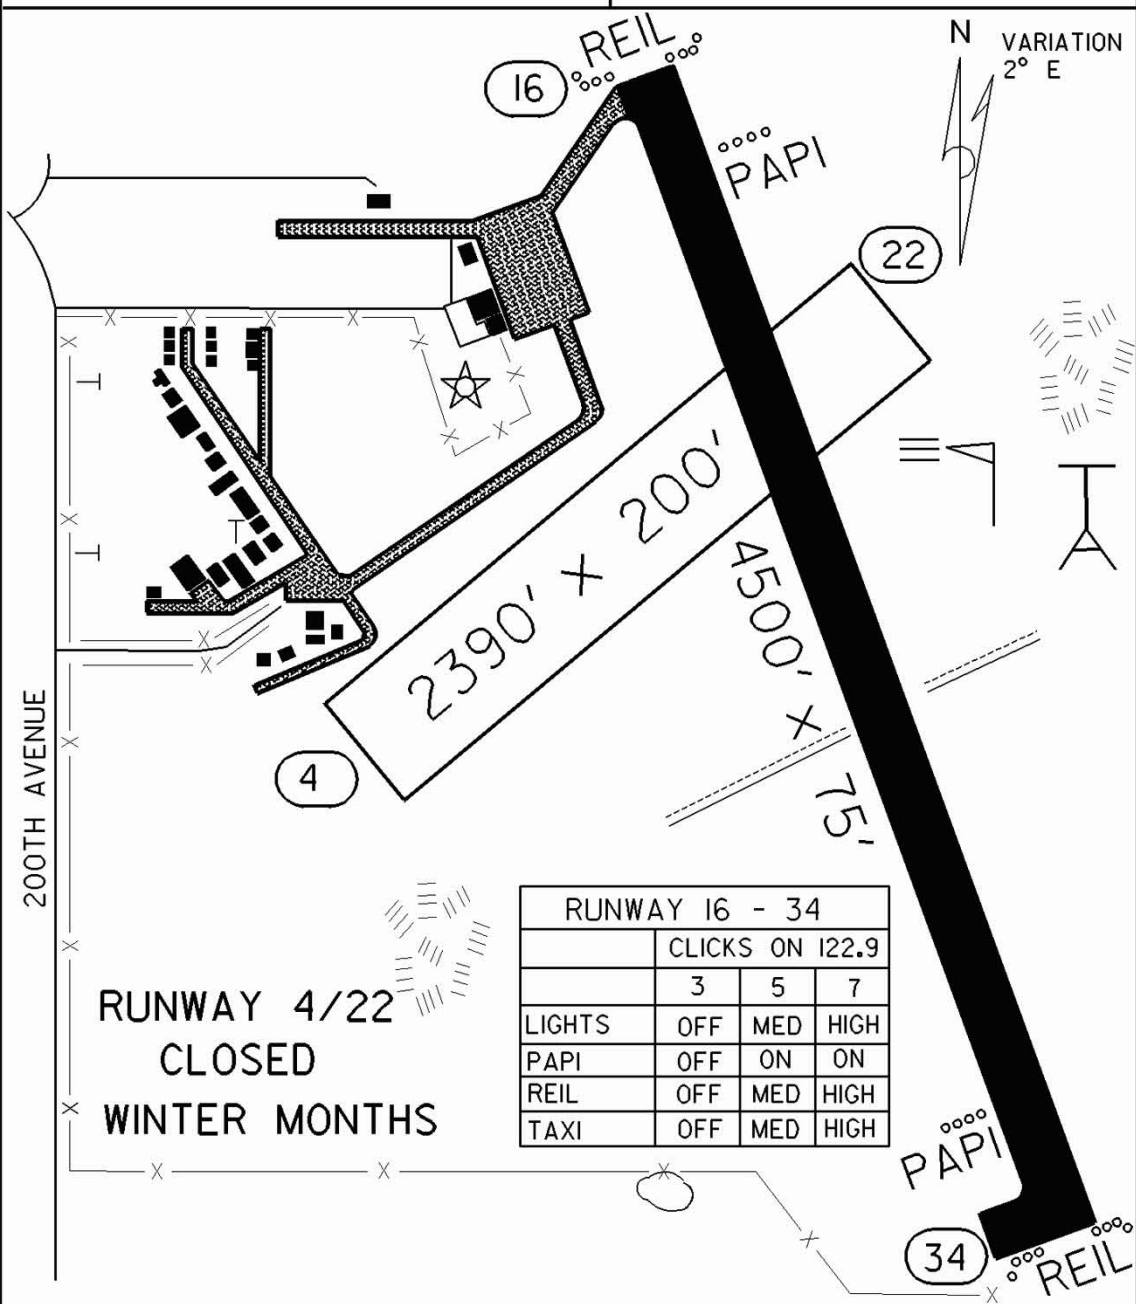 REIL
16
N
VARIATION
2° E
PAPI
22
2390' X 200'
4500' X 75'
4
200TH AVENUE
RUNWAY 16 - 34
CLICKS ON 122.9
3 5 7
LIGHTS OFF MED HIGH
PAPI OFF ON ON
REIL OFF MED HIGH
TAXI OFF MED HIGH
RUNWAY 4/22
CLOSED
WINTER MONTHS
PAPI
34
REIL